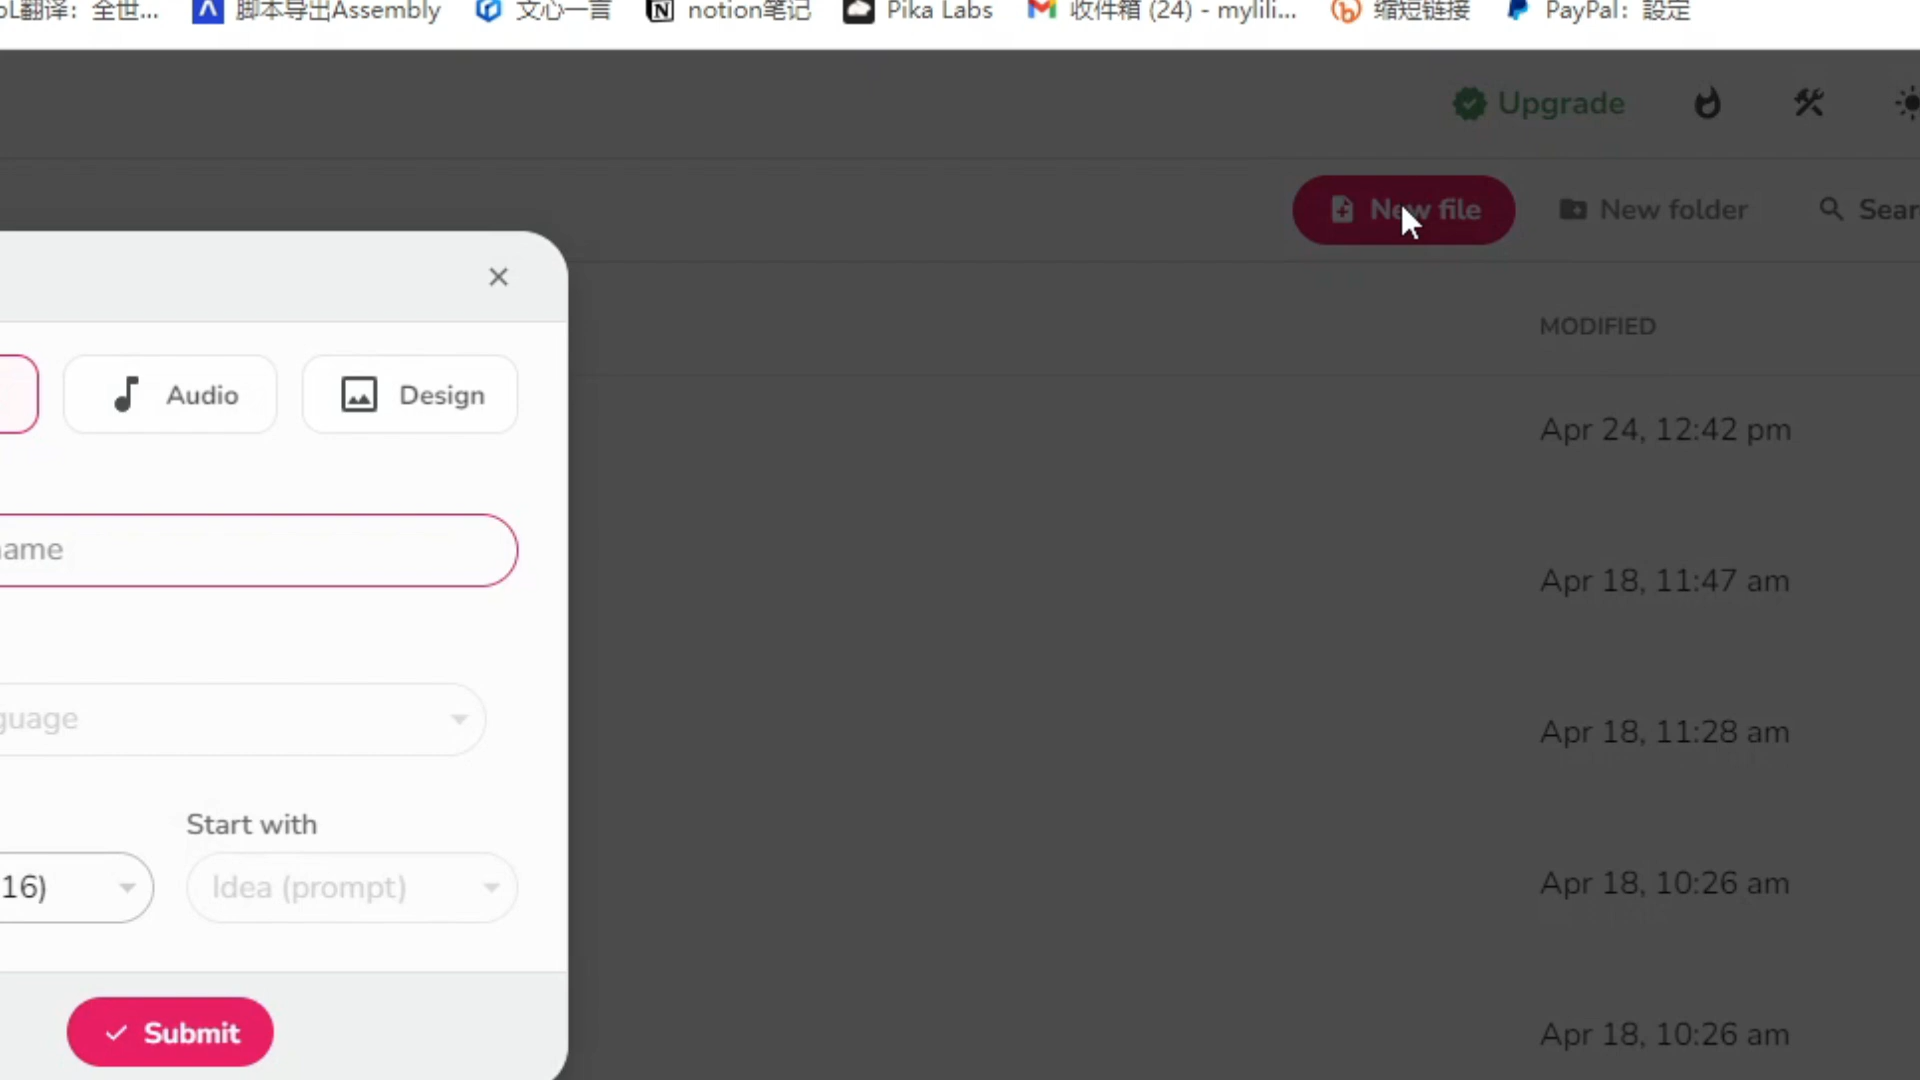 oL翻译：全世... 脚本导出Assembly 文心一言 notion笔记 Pika Labs 收件箱 (24) - mylili... 缩短链接 PayPal：設定
Upgrade
New file New folder Sear
MODIFIED
Audio Design
Apr 24, 12:42 pm
ame
Apr 18, 11:47 am
guage
Apr 18, 11:28 am
Start with
16) Idea (prompt)
Apr 18, 10:26 am
Submit
Apr 18, 10:26 am